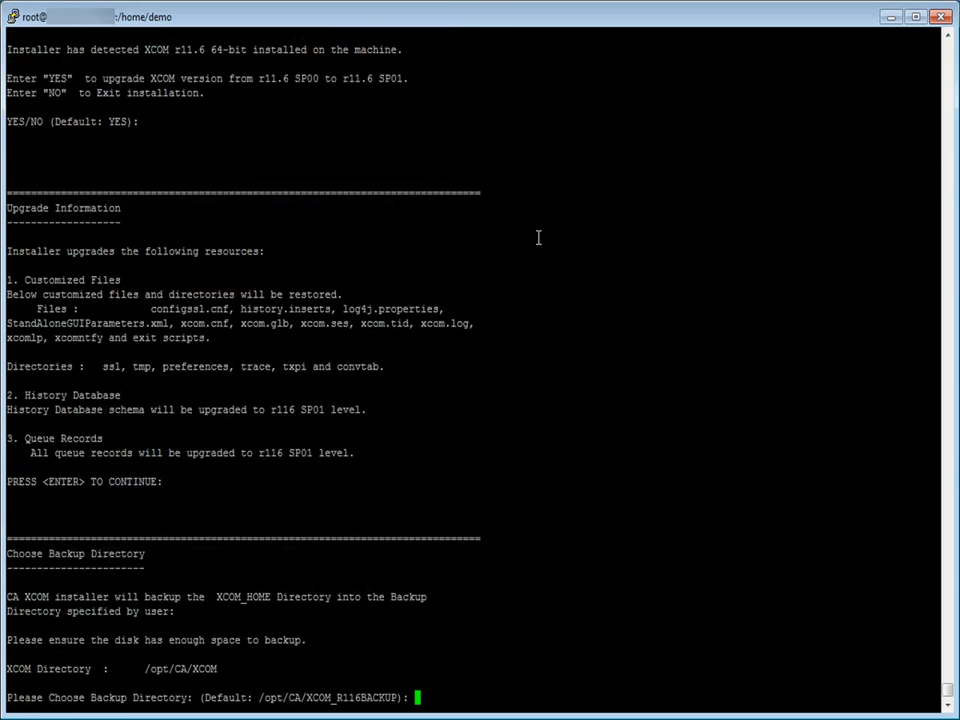 root@ :/home/demo
Installer has detected XCOM r11.6 64-bit installed on the machine.
Enter "YES"  to upgrade XCOM version from r11.6 SP00 to r11.6 SP01.
Enter "NO"  to Exit installation.
YES/NO (Default: YES):
===============================================================================
Upgrade Information
-------------------
Installer upgrades the following resources:
1. Customized Files
Below customized files and directories will be restored.
Files :            configssl.cnf, history.inserts, log4j.properties,
StandAloneGUIParameters.xml, xcom.cnf, xcom.glb, xcom.ses, xcom.tid, xcom.log,
xcomlp, xcomntfy and exit scripts.
Directories :   ssl, tmp, preferences, trace, txpi and convtab.
2. History Database
History Database schema will be upgraded to r116 SP01 level.
3. Queue Records
All queue records will be upgraded to r116 SP01 level.
PRESS <ENTER> TO CONTINUE:
===============================================================================
Choose Backup Directory
-----------------------
CA XCOM installer will backup the  XCOM_HOME Directory into the Backup
Directory specified by user:
Please ensure the disk has enough space to backup.
XCOM Directory  :      /opt/CA/XCOM
Please Choose Backup Directory: (Default: /opt/CA/XCOM_R116BACKUP):